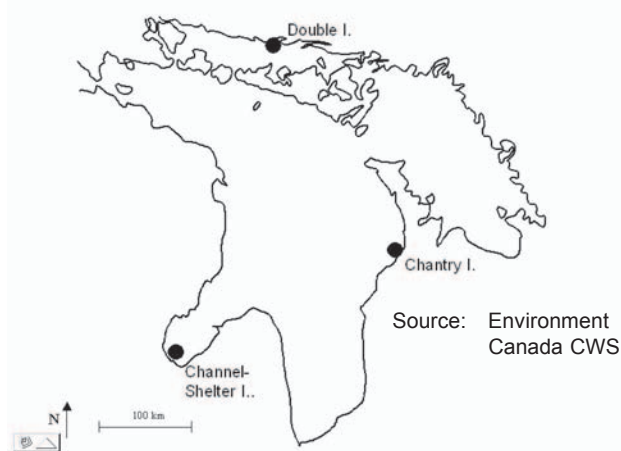 Double I.
Chantry I.
Source: Environment
Canada CWS
Channel-
Shelter I..
N
100 km